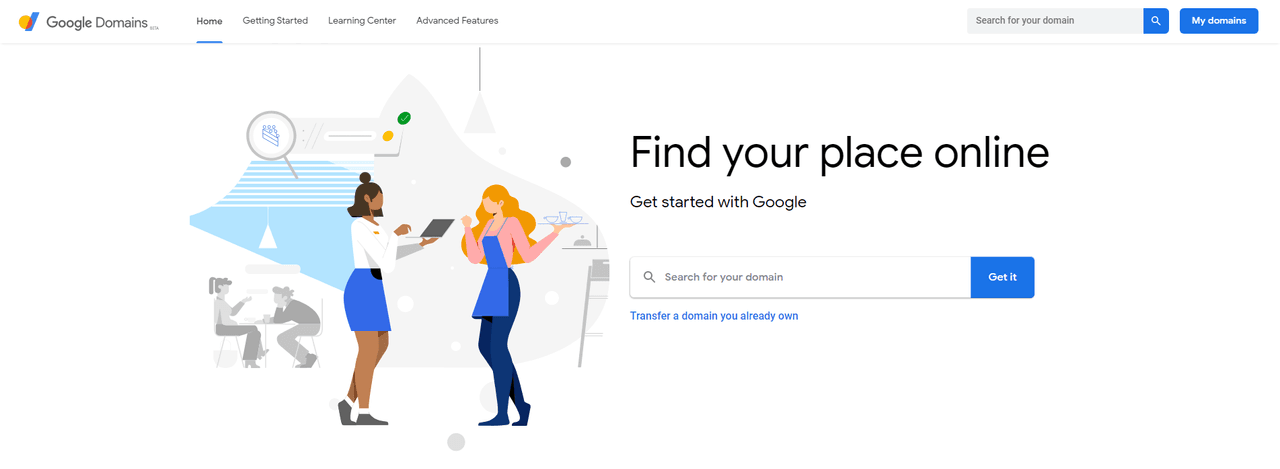 Google Domains BETA
Home
Getting Started
Learning Center
Advanced Features
Search for your domain
My domains
Find your place online
Get started with Google
Search for your domain
Get it
Transfer a domain you already own